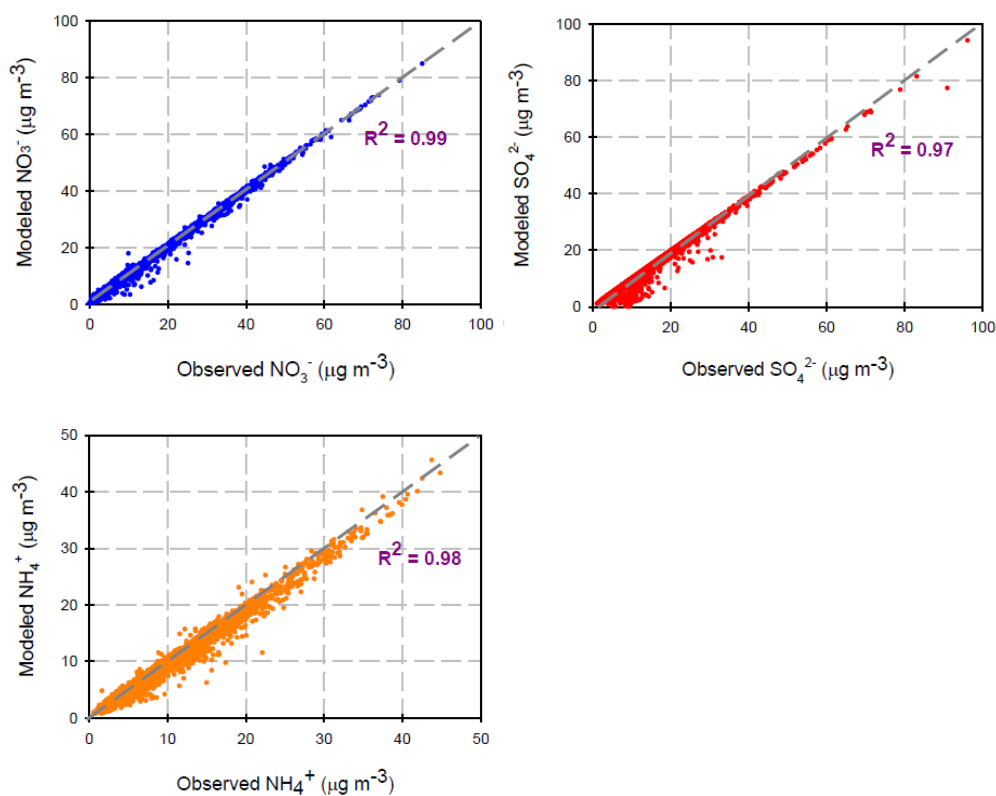 100
80
60
40
20
0
Modeled NO₃⁻ (μg m⁻³)
R² = 0.99
0 20 40 60 80 100
Observed NO₃⁻ (μg m⁻³)
100
80
60
40
20
0
Modeled SO₄²⁻ (μg m⁻³)
R² = 0.97
0 20 40 60 80 100
Observed SO₄²⁻ (μg m⁻³)
50
40
30
20
10
0
Modeled NH₄⁺ (μg m⁻³)
R² = 0.98
0 10 20 30 40 50
Observed NH₄⁺ (μg m⁻³)